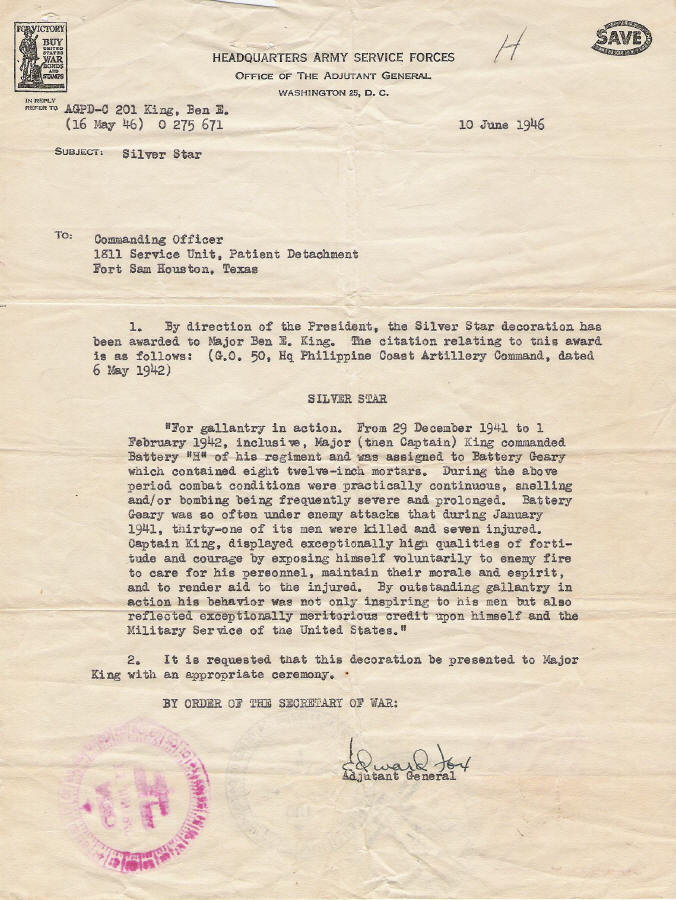 FOR VICTORY
BUY
UNITED
STATES
WAR
BONDS
AND
STAMPS
SAVE
H
HEADQUARTERS ARMY SERVICE FORCES
OFFICE OF THE ADJUTANT GENERAL
WASHINGTON 25, D. C.
IN REPLY
REFER TO AGPD-C 201 King, Ben E.
(16 May 46) O 275 671
10 June 1946
SUBJECT: Silver Star
TO: Commanding Officer
1811 Service Unit, Patient Detachment
Fort Sam Houston, Texas
1. By direction of the President, the Silver Star decoration has
been awarded to Major Ben E. King. The citation relating to this award
is as follows: (G.O. 50, Hq Philippine Coast Artillery Command, dated
6 May 1942)
SILVER STAR
"For gallantry in action. From 29 December 1941 to 1
February 1942, inclusive, Major (then Captain) King commanded
Battery "H" of his regiment and was assigned to Battery Geary
which contained eight twelve-inch mortars. During the above
period combat conditions were practically continuous, shelling
and/or bombing being frequently severe and prolonged. Battery
Geary was so often under enemy attacks that during January
1941, thirty-one of its men were killed and seven injured.
Captain King, displayed exceptionally high qualities of forti-
tude and courage by exposing himself voluntarily to enemy fire
to care for his personnel, maintain their morale and espirit,
and to render aid to the injured. By outstanding gallantry in
action his behavior was not only inspiring to his men but also
reflected exceptionally meritorious credit upon himself and the
Military Service of the United States."
2. It is requested that this decoration be presented to Major
King with an appropriate ceremony.
BY ORDER OF THE SECRETARY OF WAR:
Edward Fox
Adjutant General